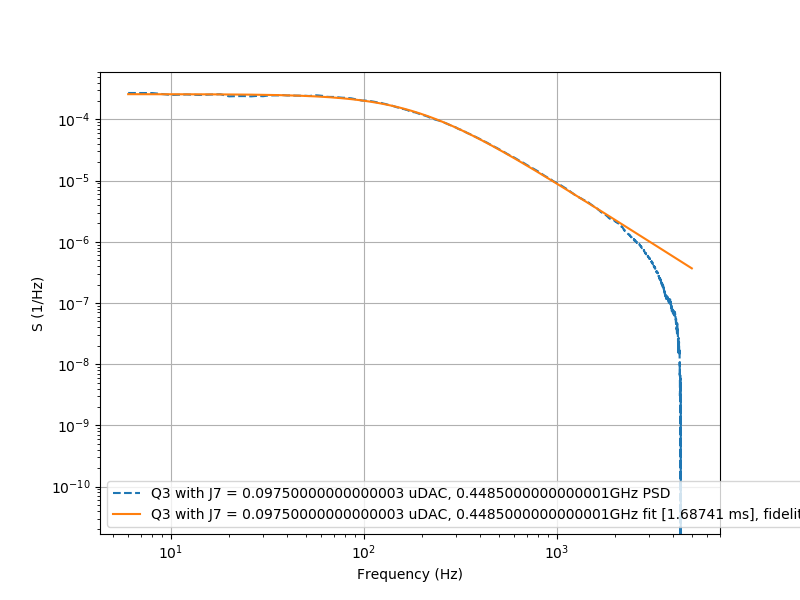 10⁻⁴
10⁻⁵
10⁻⁶
10⁻⁷
10⁻⁸
10⁻⁹
10⁻¹⁰
S (1/Hz)
Q3 with J7 = 0.09750000000000003 uDAC, 0.4485000000000001GHz PSD
Q3 with J7 = 0.09750000000000003 uDAC, 0.4485000000000001GHz fit [1.68741 ms], fidelit
10¹ 10² 10³
Frequency (Hz)